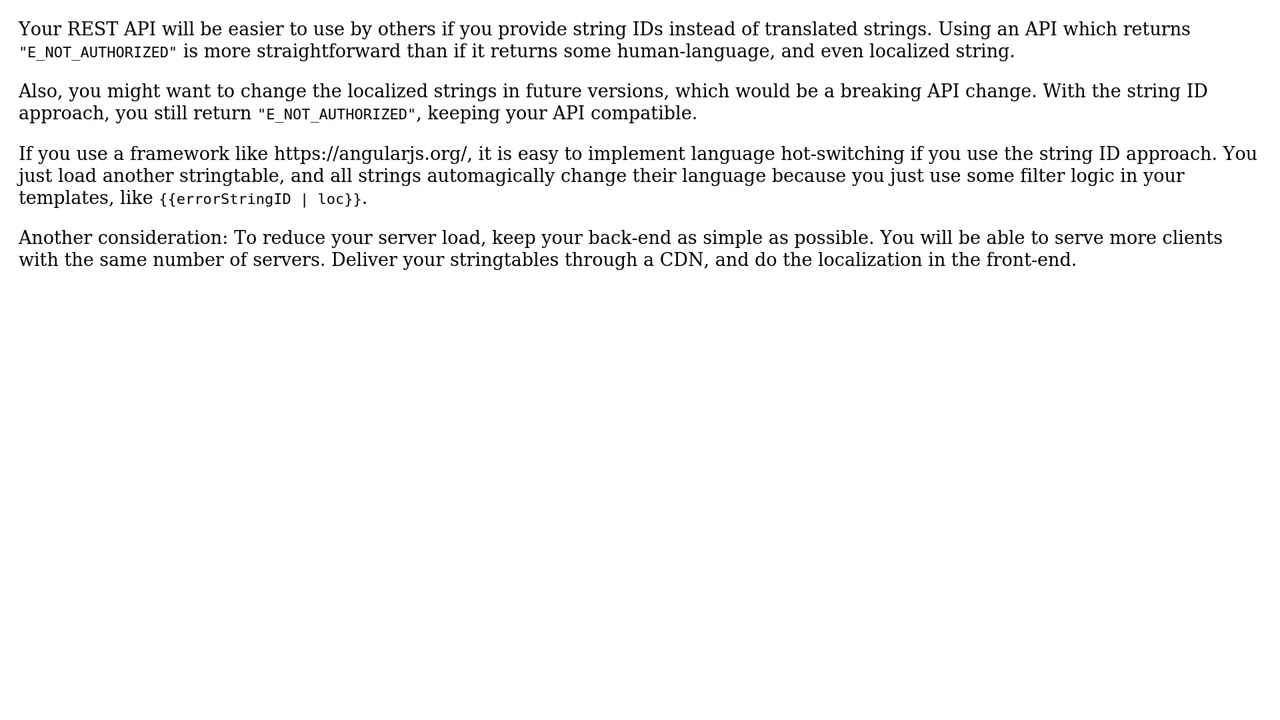 Your REST API will be easier to use by others if you provide string IDs instead of translated strings. Using an API which returns
"E_NOT_AUTHORIZED" is more straightforward than if it returns some human-language, and even localized string.
Also, you might want to change the localized strings in future versions, which would be a breaking API change. With the string ID
approach, you still return "E_NOT_AUTHORIZED", keeping your API compatible.
If you use a framework like https://angularjs.org/, it is easy to implement language hot-switching if you use the string ID approach. You
just load another stringtable, and all strings automagically change their language because you just use some filter logic in your
templates, like {{errorStringID | loc}}.
Another consideration: To reduce your server load, keep your back-end as simple as possible. You will be able to serve more clients
with the same number of servers. Deliver your stringtables through a CDN, and do the localization in the front-end.